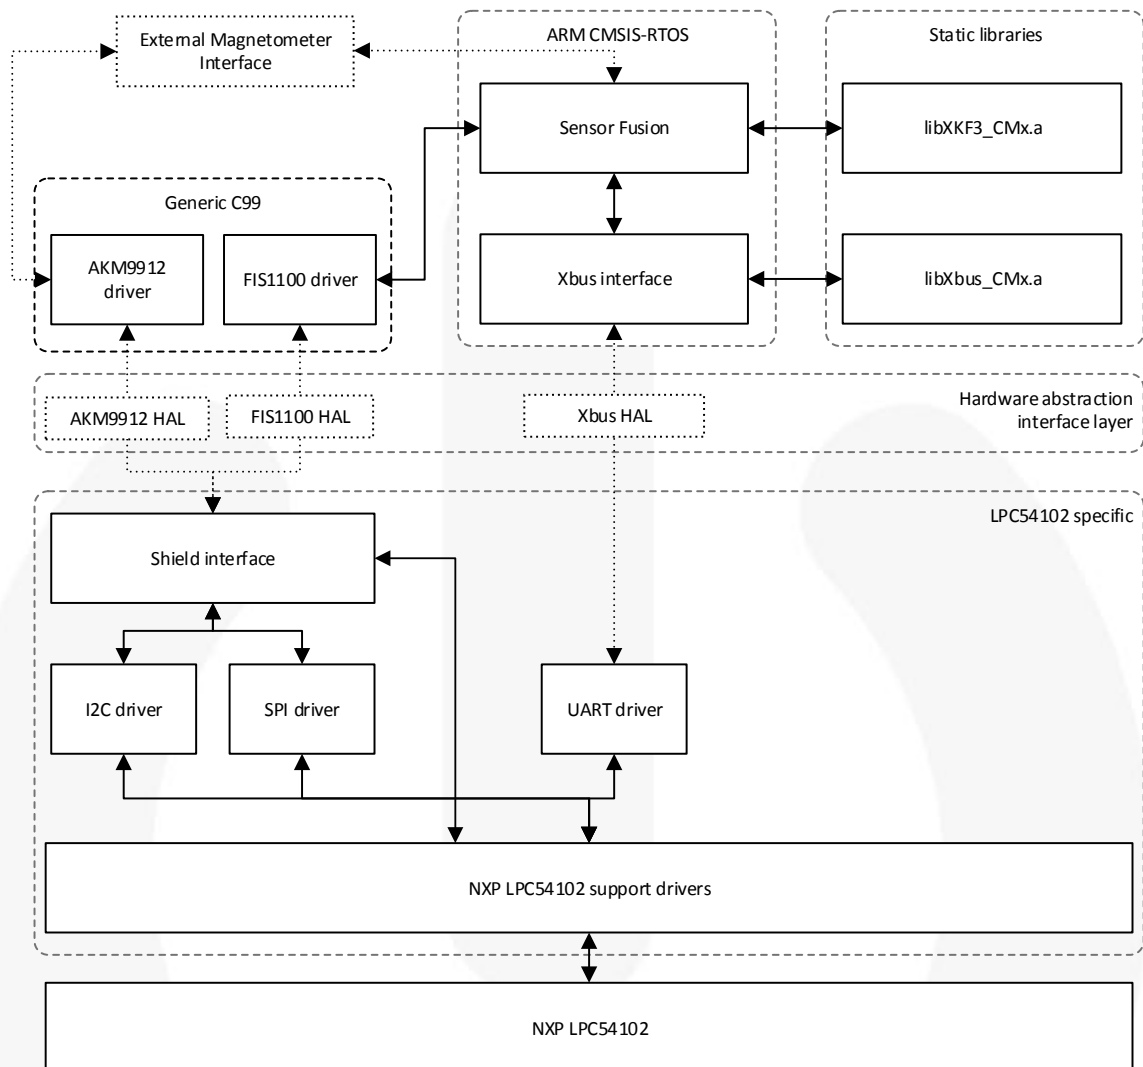 External Magnetometer
Interface
ARM CMSIS-RTOS
Static libraries
Sensor Fusion
libXKF3_CMx.a
Generic C99
AKM9912
driver
FIS1100 driver
Xbus interface
libXbus_CMx.a
AKM9912 HAL
FIS1100 HAL
Xbus HAL
Hardware abstraction
interface layer
LPC54102 specific
Shield interface
I2C driver
SPI driver
UART driver
NXP LPC54102 support drivers
NXP LPC54102